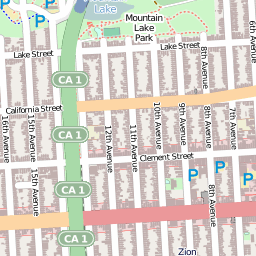 Mountain
Lake
Park
Lake
Lake Street
Lake Street
6th Avenue
8th Avenue
CA 1
California Street
16th Avenue
15th Avenue
12th Avenue
11th Avenue
10th Avenue
9th Avenue
8th Avenue
7th Avenue
CA 1
Clement Street
P
P
P
15th Avenue
CA 1
8th Avenue
CA 1
Zion